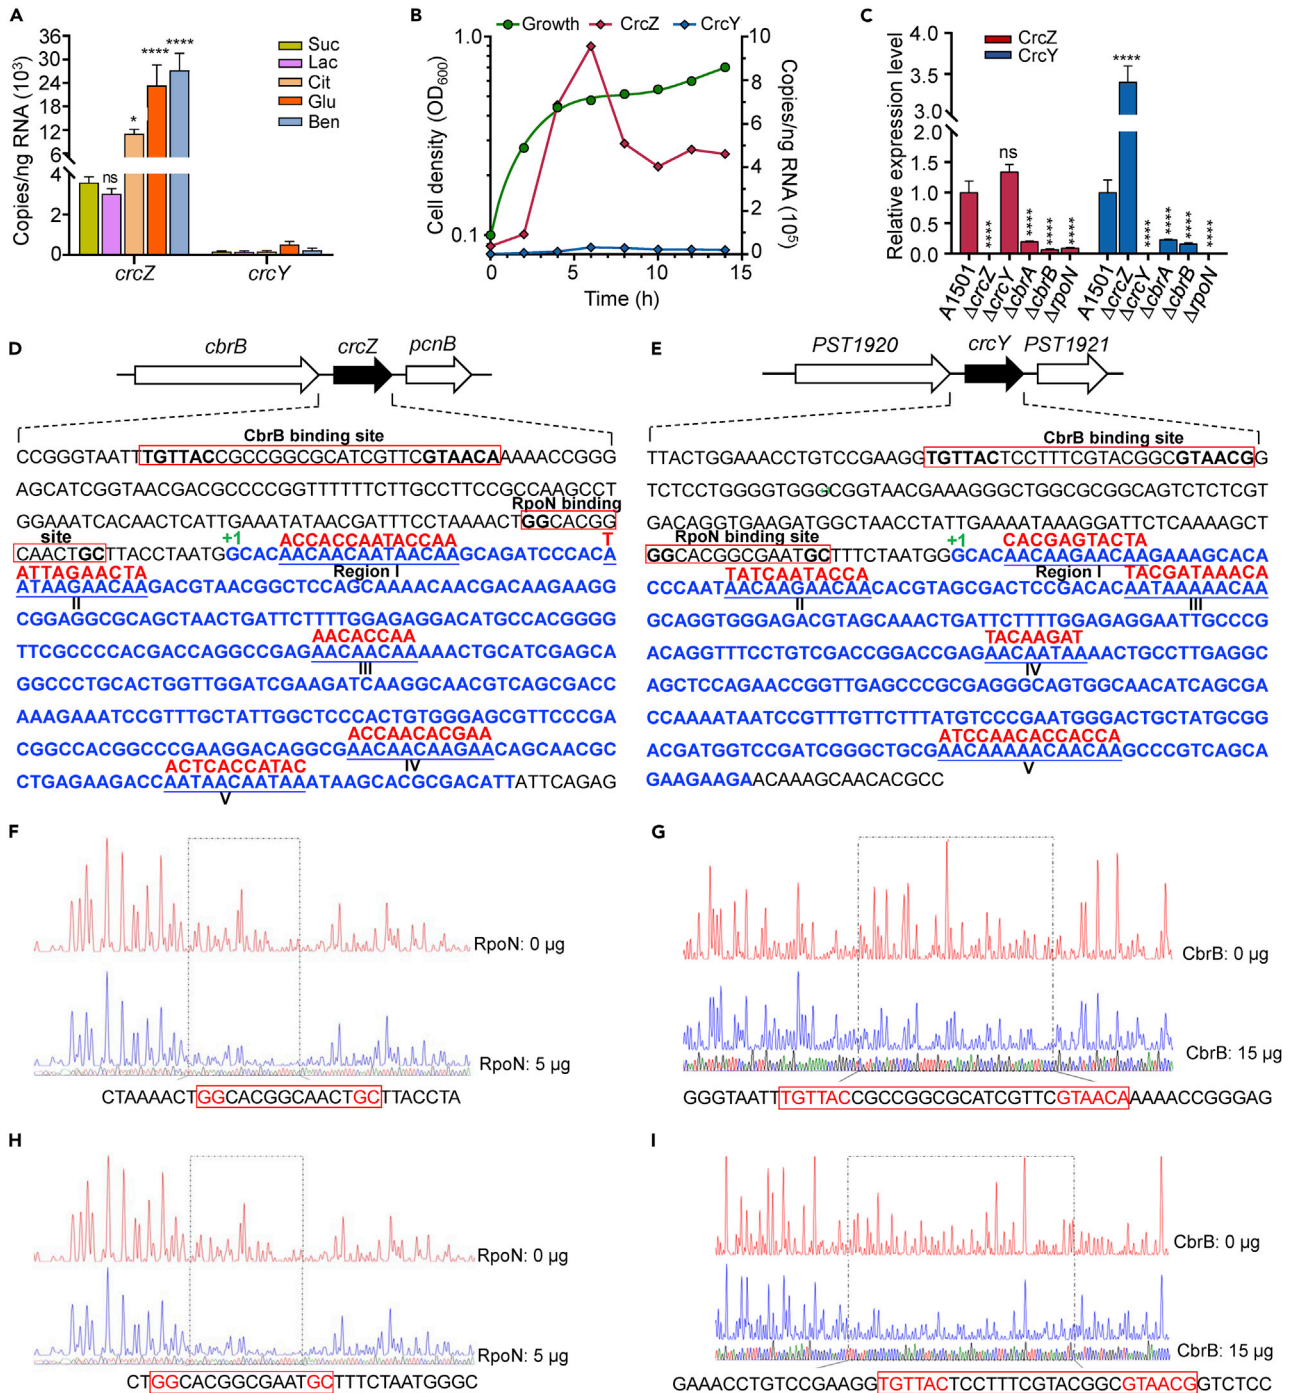 A
Copies/ng RNA (10³)
36
30
24
18
12
6
4
2
0
ns
*
****
****
Suc
Lac
Cit
Glu
Ben
crcZ
crcY
B
Growth
CrcZ
CrcY
Cell density (OD600)
1.0
0.1
Copies/ng RNA (10⁵)
10
8
6
4
2
0
0
5
10
15
Time (h)
C
Relative expression level
4.0
3.5
3.0
2.0
1.5
1.0
0.5
0.0
CrcZ
CrcY
****
ns
****
****
****
****
****
****
****
****
A1501
ΔcrcZ
ΔcrcY
ΔcbrA
ΔcbrB
ΔrpoN
A1501
ΔcrcZ
ΔcrcY
ΔcbrA
ΔcbrB
ΔrpoN
D
cbrB
crcZ
pcnB
CbrB binding site
CCGGGTAATTTGTTACCGCCGGCGCATCGTTCGTAACAAAAACCGGG
AGCATCGGTAACGACGCCCCGGTTTTTTCTTGCCTTCCGCCAAGCCT
RpoN binding
GGAAATCACAACTCATTGAAATATAACGATTTCCTAAAACTGGCACGG
site
+1
ACCACCAATACCAA
T
CAACTGCTTACCTAATGGCACAACAACAATAACAAGCAGATCCCACA
ATTAGAACTA
Region I
ATAAGAACAAGACGTAACGGCTCCAGCAAAACAACGACAAGAAGG
II
CGGAGGCGCAGCTAACTGATTCTTTTGGAGAGGACATGCCACGGGG
AACACCAA
TTCGCCCCACGACCAGGCCGAGAACAACAAAAACTGCATCGAGCA
III
GGCCCTGCACTGGTTGGATCGAAGATCAAGGCAACGTCAGCGACC
AAAGAAATCCGTTTGCTATTGGCTCCCACTGTGGGAGCGTTCCCGA
ACCAACACGAA
CGGCCACGGCCCGAAGGACAGGCGAACAACAAGAACAGCAACGC
ACTCACCATAC
IV
CTGAGAAGACCAATAACAATAAATAAGCACGCGACATTATTCAGAG
V
E
PST1920
crcY
PST1921
CbrB binding site
TTACTGGAAACCTGTCCGAAGGTGTTACTCCTTTCGTACGGCGTAACGG
TCTCCTGGGGTGGGCCGGTAACGAAAGGGCTGGCGCGGCAGTCTCTCGT
GACAGGTGAAGATGGCTAACCTATTGAAAATAAAGGATTCTCAAAAGCT
RpoN binding site
+1
CACGAGTACTA
GGCACGGCGAATGCTTTCTAATGGGCACAACAAGAACAAGAAAGCACA
TATCAATACCA
Region I
TACGATAAACA
CCCAATAACAAGAACAACACGTAGCGACTCCGACACAATAAAAACAA
II
III
GCAGGTGGGAGACGTAGCAAACTGATTCTTTTGGAGAGGAATTGCCCG
TACAAGAT
ACAGGTTTCCTGTCGACCGGACCGAGAACAATAAAACTGCCTTGAGGC
IV
AGCTCCAGAACCGGTTGAGCCCGCGAGGGCAGTGGCAACATCAGCGA
CCAAAATAATCCGTTTGTTCTTTATGTCCCGAATGGGACTGCTATGCGG
ATCCAACACCACCA
ACGATGGTCCGATCGGGCTGCGAACAAAAACAACAAGCCCGTCAGCA
V
GAAGAAGAACAAAGCAACACGCC
F
RpoN: 0 µg
RpoN: 5 µg
CTAAAACTGGCACGGCAACTGCTTACCTA
G
CbrB: 0 µg
CbrB: 15 µg
GGGTAATTTGTTACCGCCGGCGCATCGTTCGTAACAAAAACCGGGAG
H
RpoN: 0 µg
RpoN: 5 µg
CTGGCACGGCGAATGCTTTCTAATGGGC
I
CbrB: 0 µg
CbrB: 15 µg
GAAACCTGTCCGAAGGTGTTACTCCTTTCGTACGGCGTAACGGTCTCC